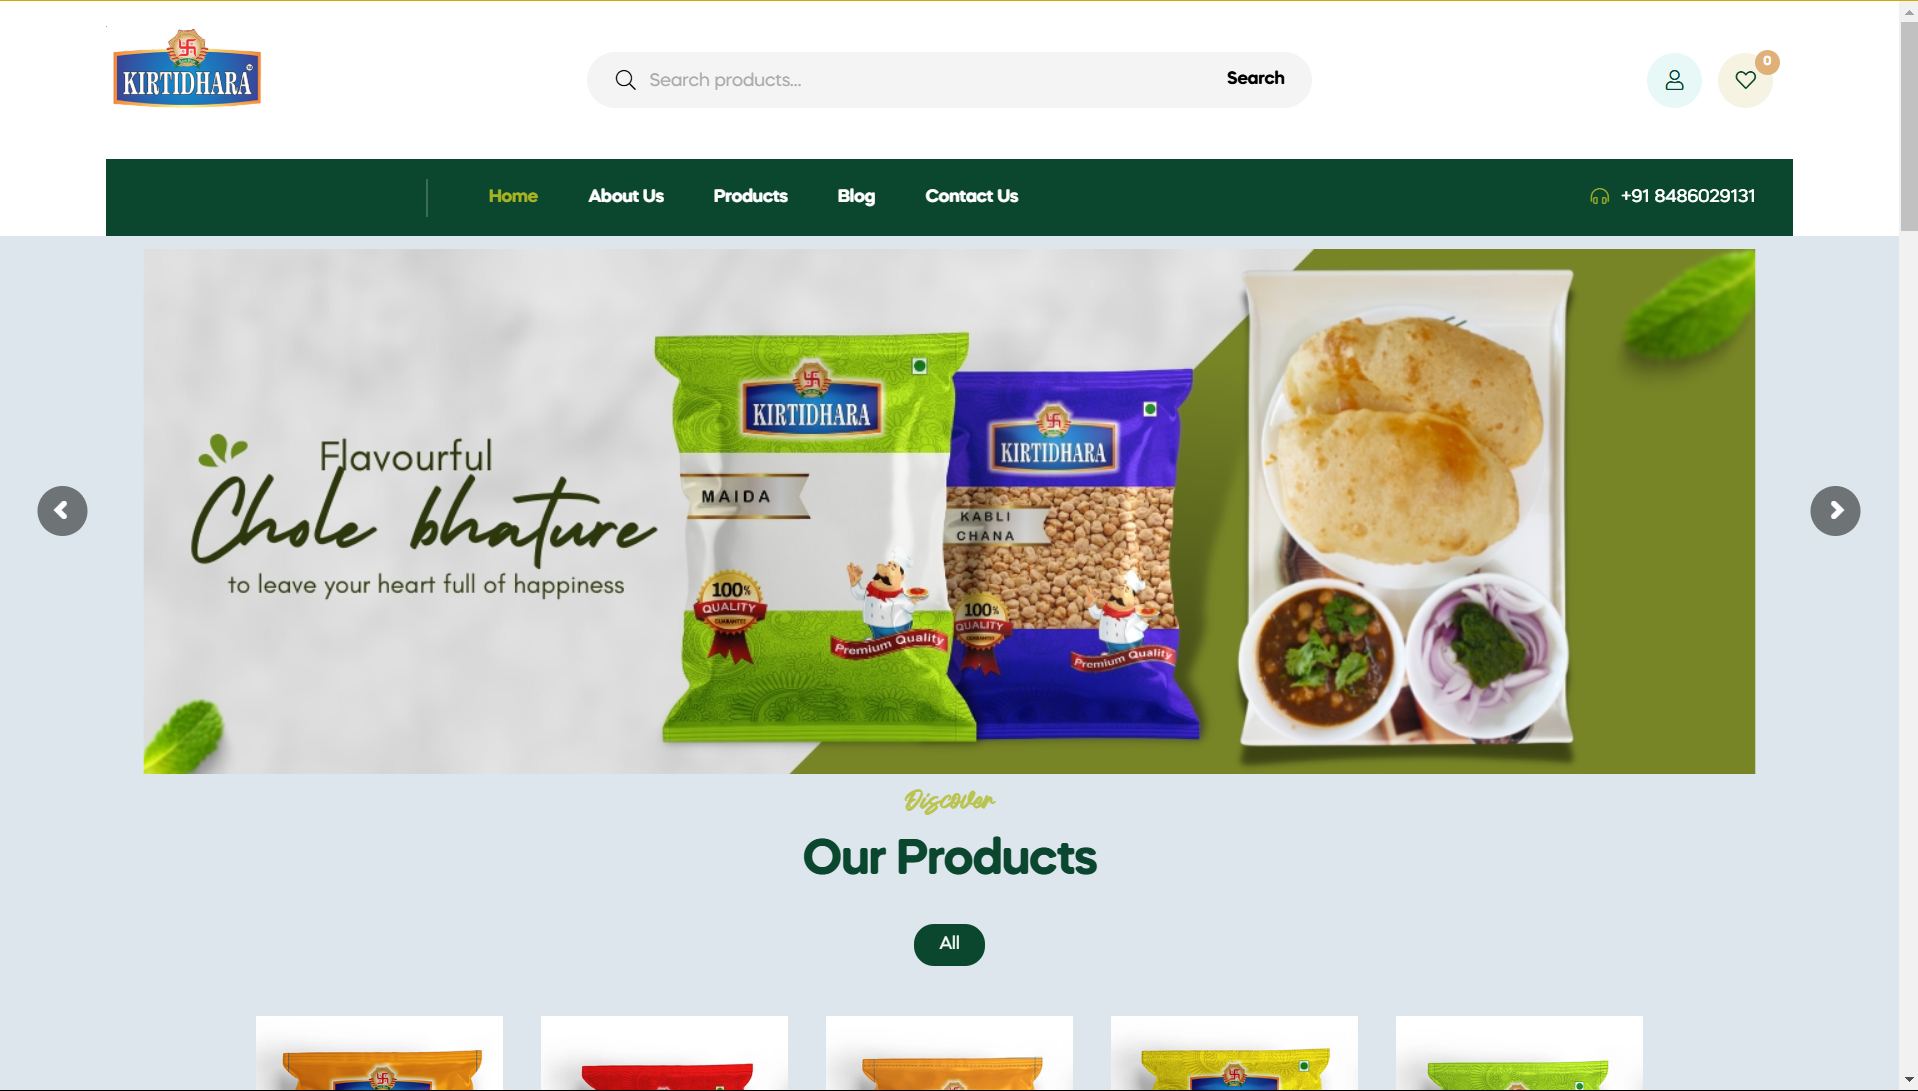 KIRTIDHARA
Search products...
Search
0
Home
About Us
Products
Blog
Contact Us
+91 8486029131
Flavourful
Chole bhature
to leave your heart full of happiness
KIRTIDHARA
MAIDA
100%
QUALITY
GUARANTEE
Premium Quality
KIRTIDHARA
KABLI
CHANA
100%
QUALITY
GUARANTEE
Premium Quality
Discover
Our Products
All